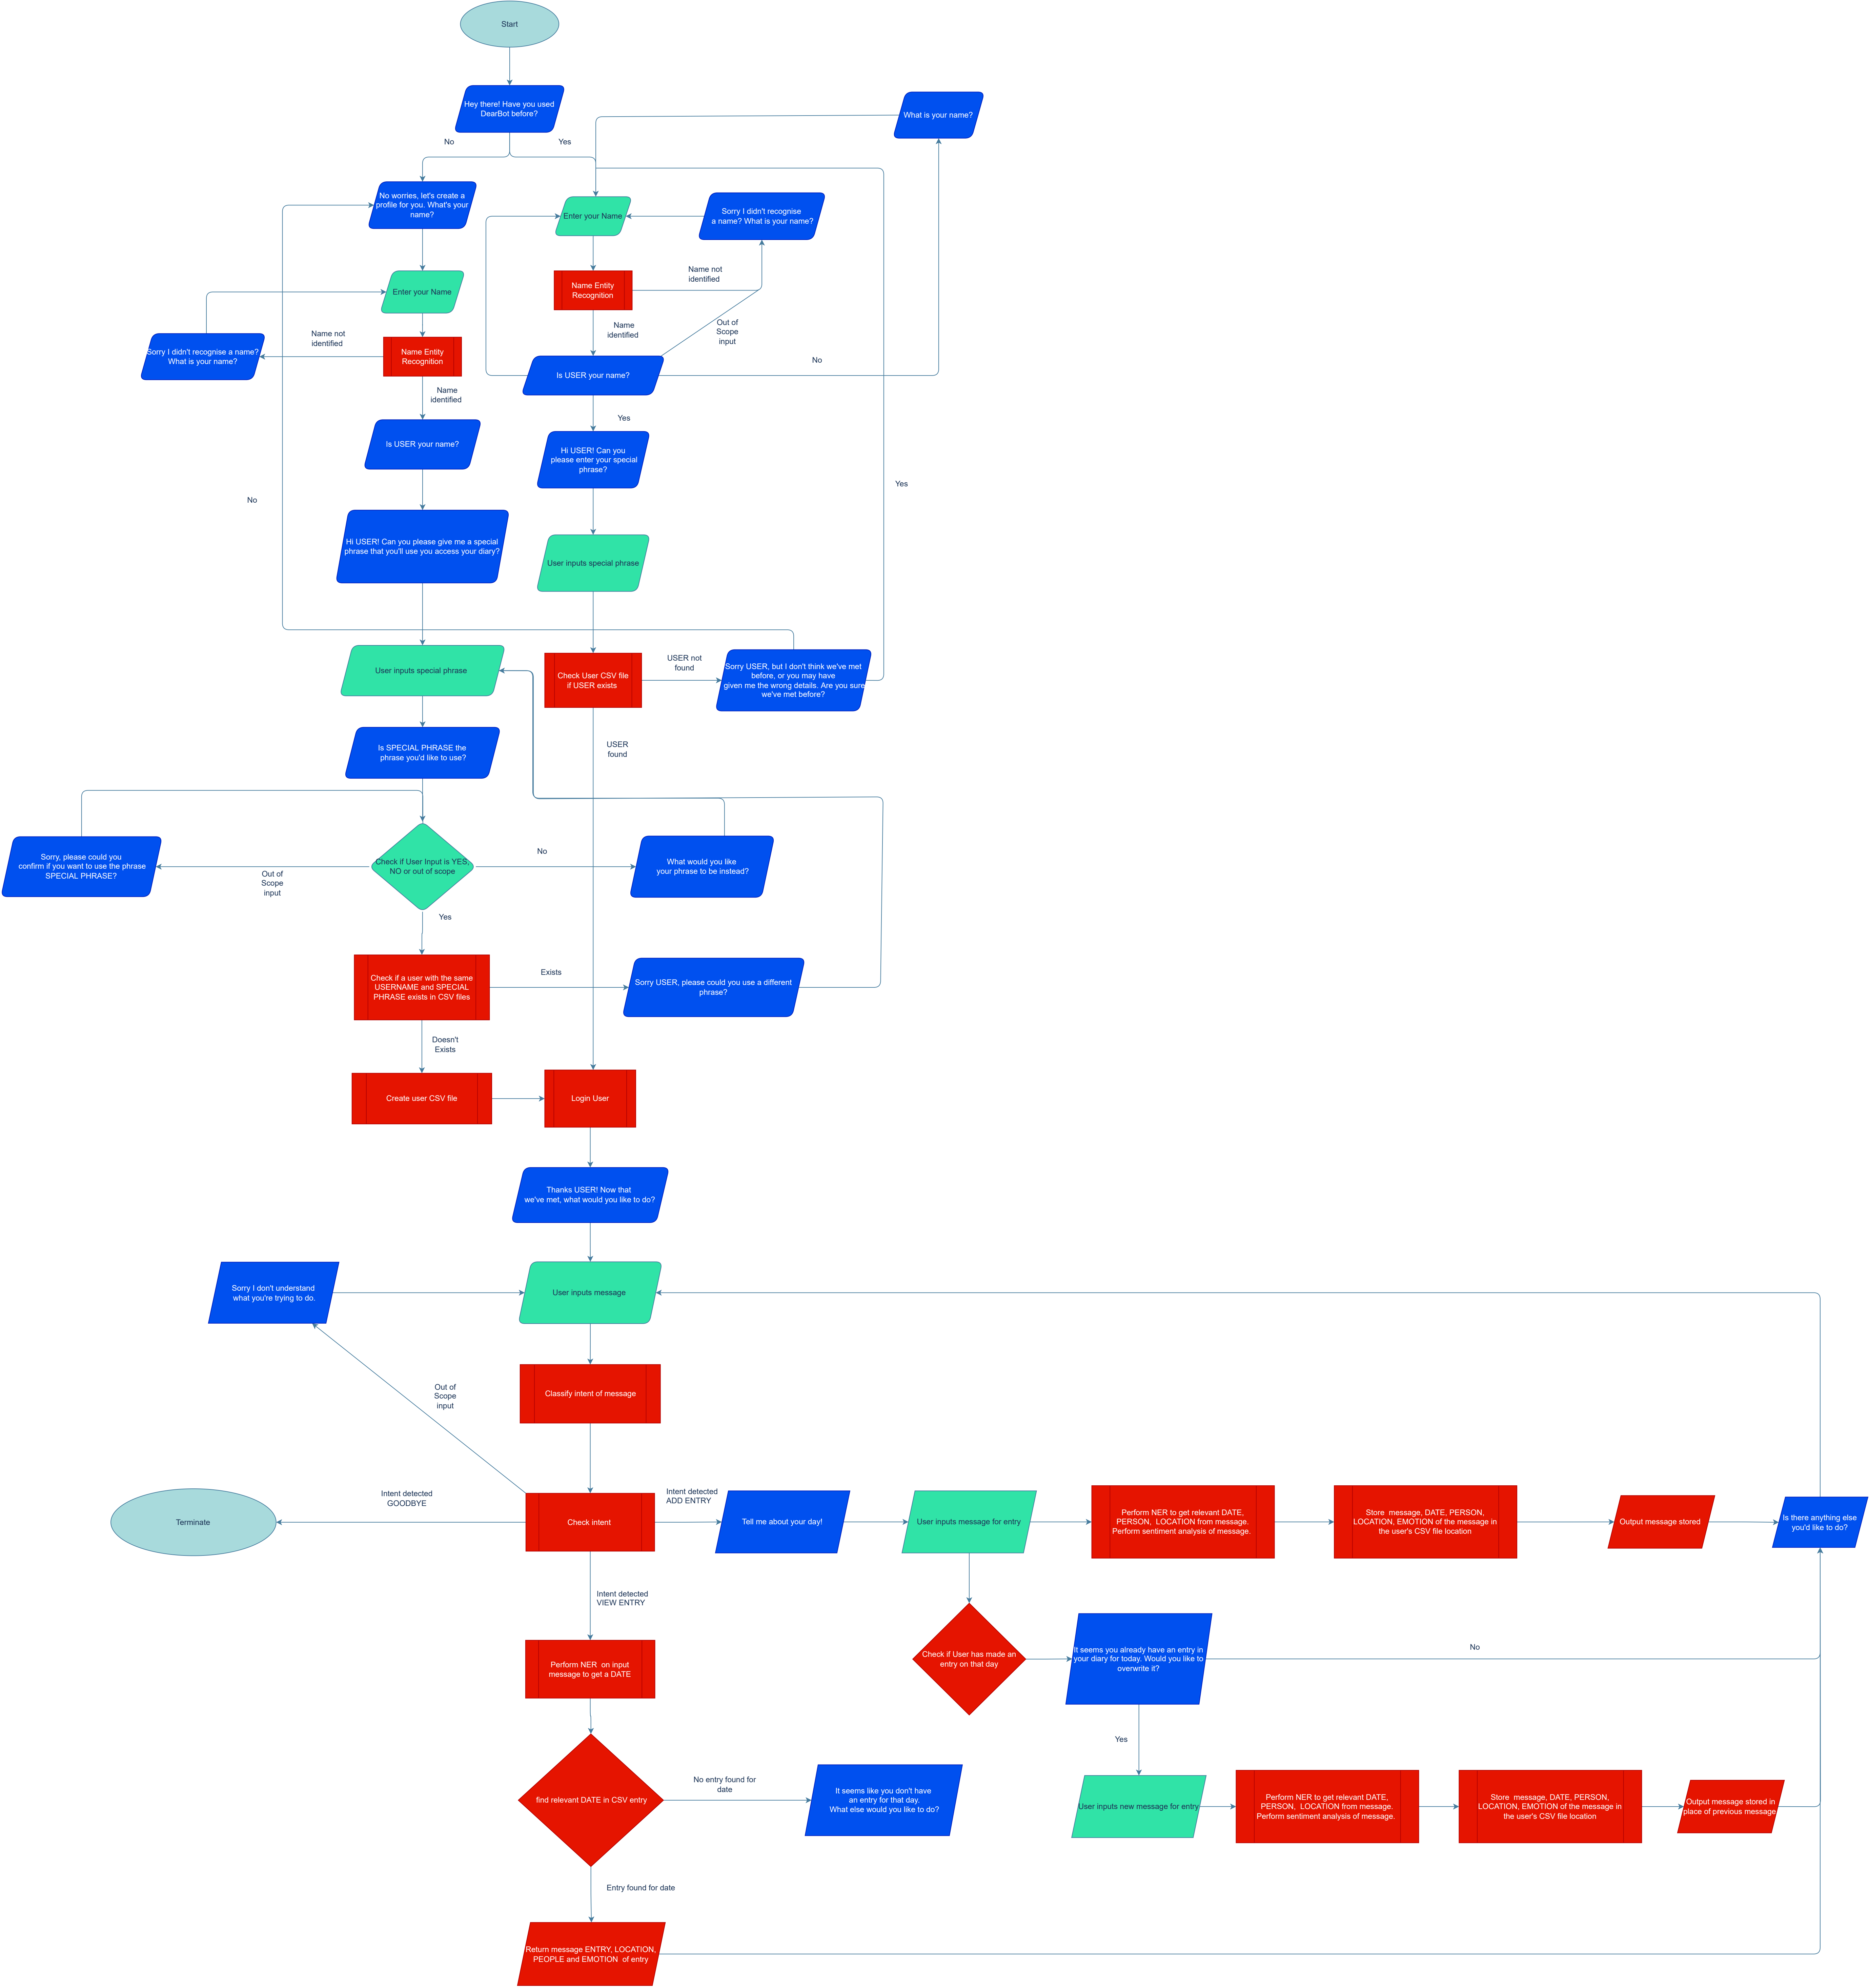 Start
Hey there! Have you used
DearBot before?
What is your name?
No
Yes
No worries, let's create a
profile for you. What's your
name?
Enter your Name
Sorry I didn't recognise
a name? What is your name?
Name Entity
Recognition
Name not
identified
Enter your Name
Name
identified
Out of
Scope
input
Sorry I didn't recognise a name?
What is your name?
Name not
identified
Name Entity
Recognition
Is USER your name?
No
Name
identified
Yes
Is USER your name?
Hi USER! Can you
please enter your special
phrase?
Yes
No
Hi USER! Can you please give me a special
phrase that you'll use you access your diary?
User inputs special phrase
User inputs special phrase
Check User CSV file
if USER exists
USER not
found
Sorry USER, but I don't think we've met
before, or you may have
given me the wrong details. Are you sure
we've met before?
Is SPECIAL PHRASE the
phrase you'd like to use?
USER
found
Sorry, please could you
confirm if you want to use the phrase
SPECIAL PHRASE?
Out of
Scope
input
Check if User Input is YES,
NO or out of scope
No
What would you like
your phrase to be instead?
Yes
Check if a user with the same
USERNAME and SPECIAL
PHRASE exists in CSV files
Exists
Sorry USER, please could you use a different
phrase?
Doesn't
Exists
Create user CSV file
Login User
Thanks USER! Now that
we've met, what would you like to do?
Sorry I don't understand
what you're trying to do.
User inputs message
Out of
Scope
input
Classify intent of message
Terminate
Intent detected
GOODBYE
Check intent
Intent detected
ADD ENTRY
Tell me about your day!
User inputs message for entry
Perform NER to get relevant DATE,
PERSON,  LOCATION from message.
Perform sentiment analysis of message.
Store  message, DATE, PERSON,
LOCATION, EMOTION of the message in
the user's CSV file location
Output message stored
Is there anything else
you'd like to do?
Intent detected
VIEW ENTRY
Perform NER  on input
message to get a DATE
Check if User has made an
entry on that day
It seems you already have an entry in
your diary for today. Would you like to
overwrite it?
No
Yes
find relevant DATE in CSV entry
No entry found for
date
It seems like you don't have
an entry for that day.
What else would you like to do?
User inputs new message for entry
Perform NER to get relevant DATE,
PERSON,  LOCATION from message.
Perform sentiment analysis of message.
Store  message, DATE, PERSON,
LOCATION, EMOTION of the message in
the user's CSV file location
Output message stored in
place of previous message
Entry found for date
Return message ENTRY, LOCATION,
PEOPLE and EMOTION  of entry